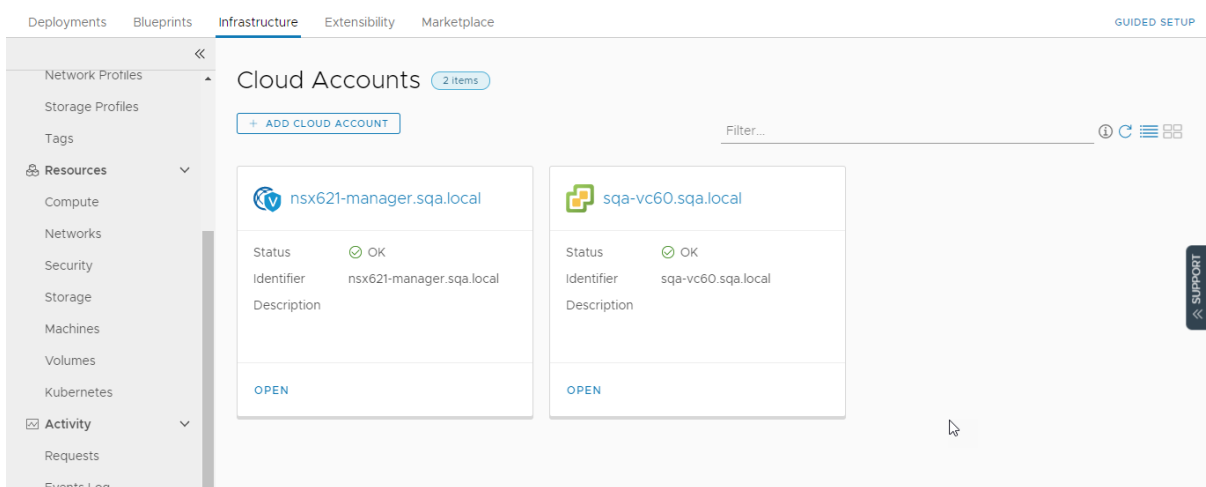 Deployments Blueprints Infrastructure Extensibility Marketplace GUIDED SETUP
Network Profiles
Storage Profiles
Tags
Resources
Compute
Networks
Security
Storage
Machines
Volumes
Kubernetes
Activity
Requests
Events Log
Cloud Accounts 2 items
+ ADD CLOUD ACCOUNT
Filter...
nsx621-manager.sqa.local
Status OK
Identifier nsx621-manager.sqa.local
Description
OPEN
sqa-vc60.sqa.local
Status OK
Identifier sqa-vc60.sqa.local
Description
OPEN
SUPPORT